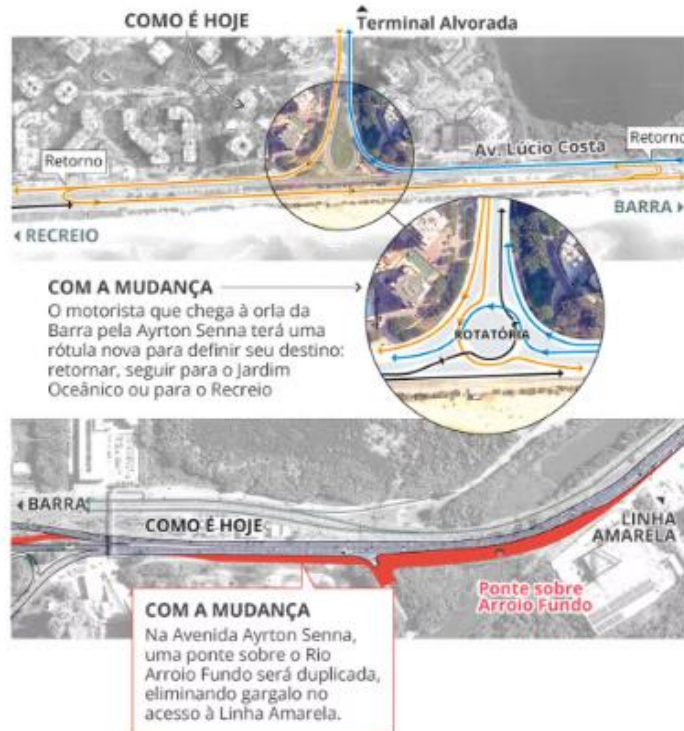 COMO É HOJE
Terminal Alvorada
Retorno
Av. Lúcio Costa
Retorno
RECREIO
BARRA
COM A MUDANÇA
O motorista que chega à orla da
Barra pela Ayrton Senna terá uma
rótula nova para definir seu destino:
retornar, seguir para o Jardim
Oceânico ou para o Recreio
ROTATÓRIA
BARRA
COMO É HOJE
LINHA
AMARELA
Ponte sobre
Arroio Fundo
COM A MUDANÇA
Na Avenida Ayrton Senna,
uma ponte sobre o Rio
Arroio Fundo será duplicada,
eliminando gargalo no
acesso à Linha Amarela.